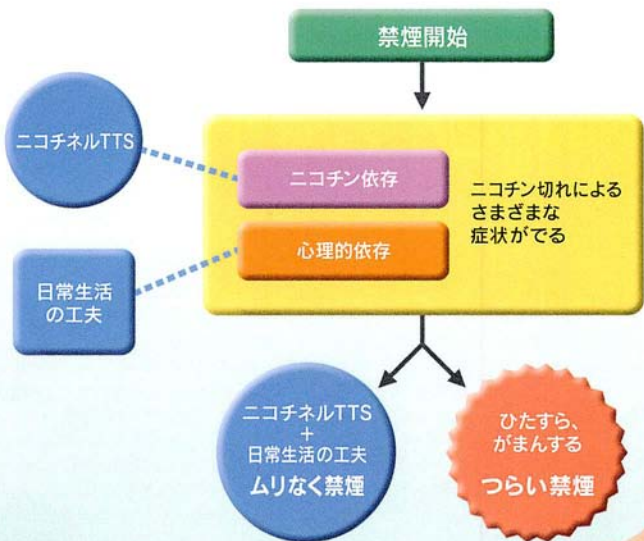 禁煙開始
ニコチネルTTS
ニコチン依存
ニコチン切れによる
さまざまな
症状がでる
心理的依存
日常生活
の工夫
ニコチネルTTS
+
日常生活の工夫
ムリなく禁煙
ひたすら、
がまんする
つらい禁煙